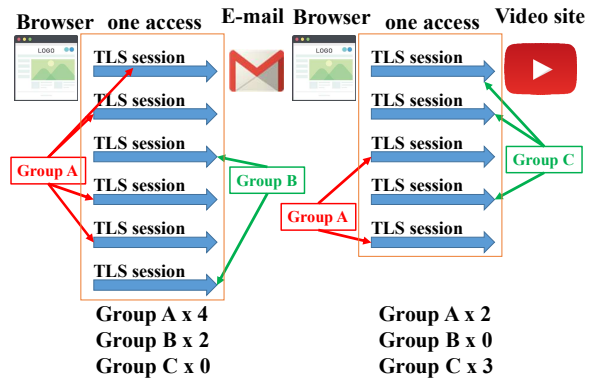 Browser one access E-mail
LOGO
TLS session
TLS session
TLS session
TLS session
TLS session
TLS session
Group A
Group B
Group A x 4
Group B x 2
Group C x 0
Browser one access Video site
LOGO
TLS session
TLS session
TLS session
TLS session
TLS session
Group C
Group A
Group A x 2
Group B x 0
Group C x 3